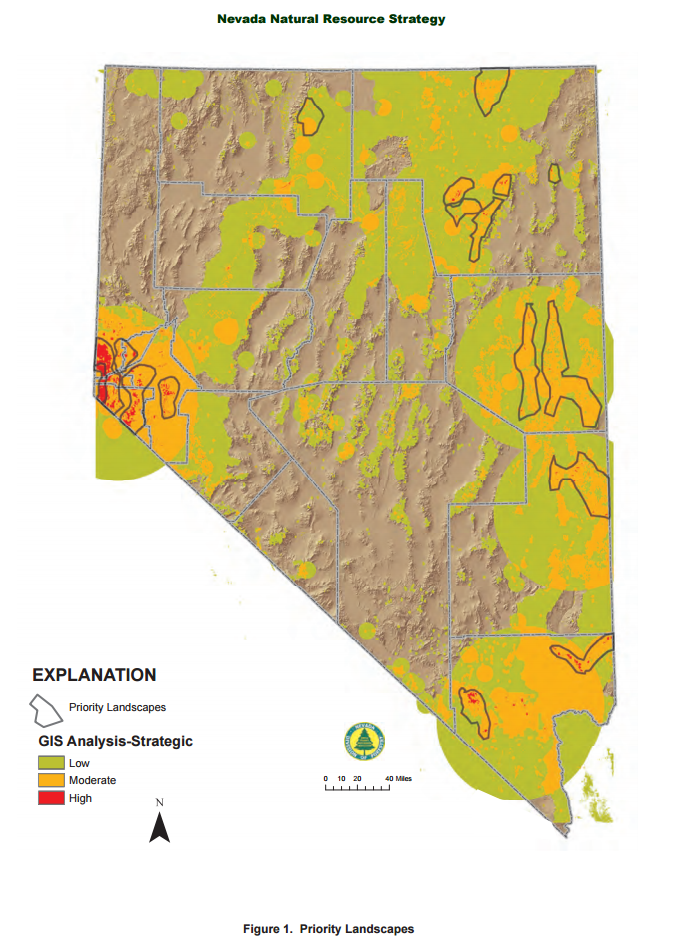 Nevada Natural Resource Strategy
EXPLANATION
Priority Landscapes
GIS Analysis-Strategic
Low
Moderate
High
N
NEVADA
0 10 20 40 Miles
Figure 1. Priority Landscapes